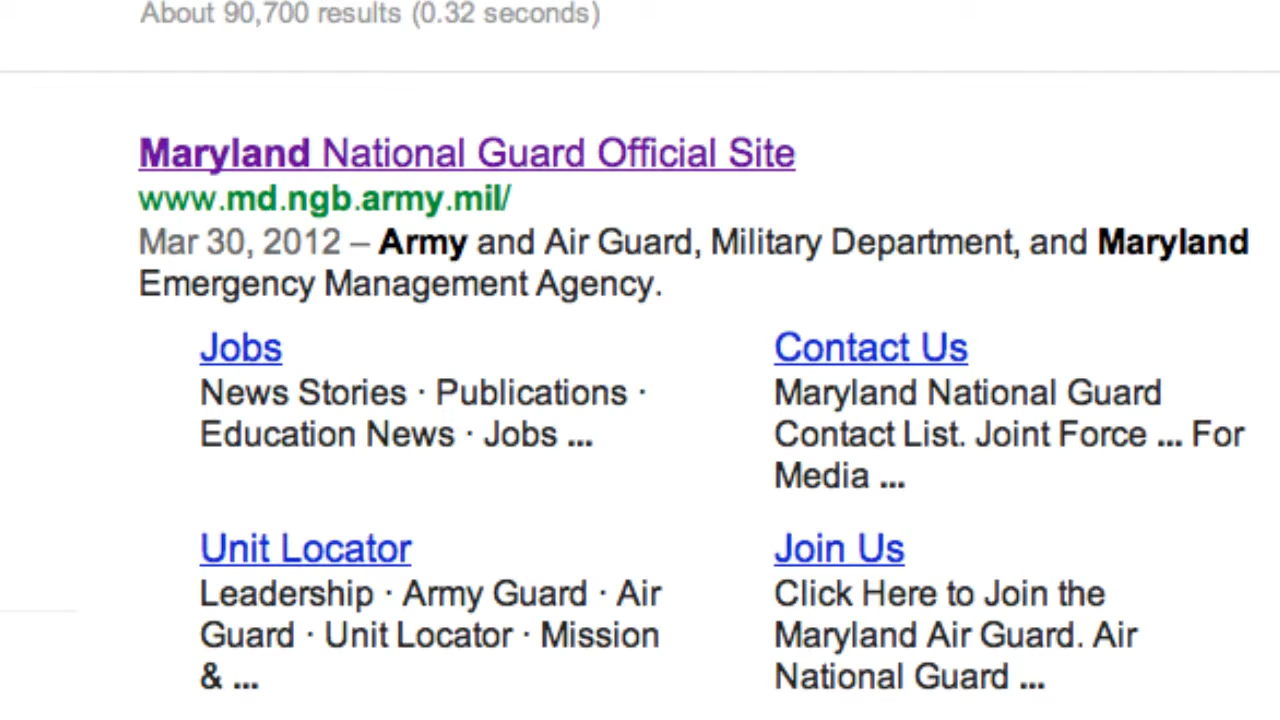 About 90,700 results (0.32 seconds)
Maryland National Guard Official Site
www.md.ngb.army.mil/
Mar 30, 2012 – Army and Air Guard, Military Department, and Maryland
Emergency Management Agency.
Jobs
News Stories · Publications ·
Education News · Jobs ...
Contact Us
Maryland National Guard
Contact List. Joint Force ... For
Media ...
Unit Locator
Leadership · Army Guard · Air
Guard · Unit Locator · Mission
& ...
Join Us
Click Here to Join the
Maryland Air Guard. Air
National Guard ...